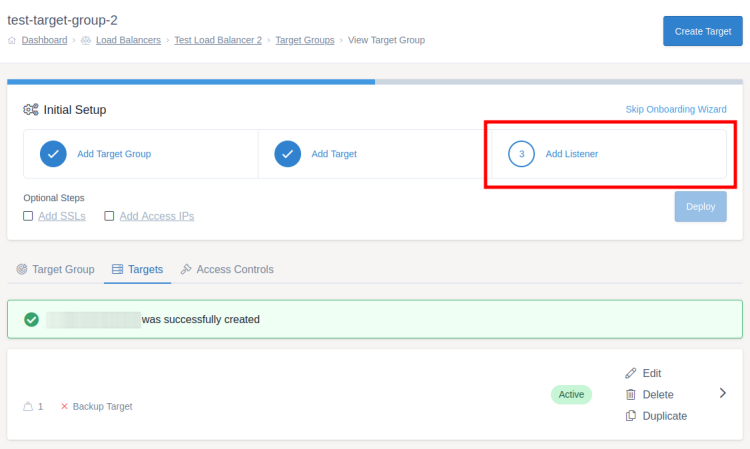 test-target-group-2
Create Target
Dashboard > Load Balancers > Test Load Balancer 2 > Target Groups > View Target Group
Initial Setup
Skip Onboarding Wizard
Add Target Group
Add Target
3 Add Listener
Optional Steps
Add SSLs Add Access IPs
Deploy
Target Group Targets Access Controls
was successfully created
Edit
Active
Delete
1 Backup Target
Duplicate